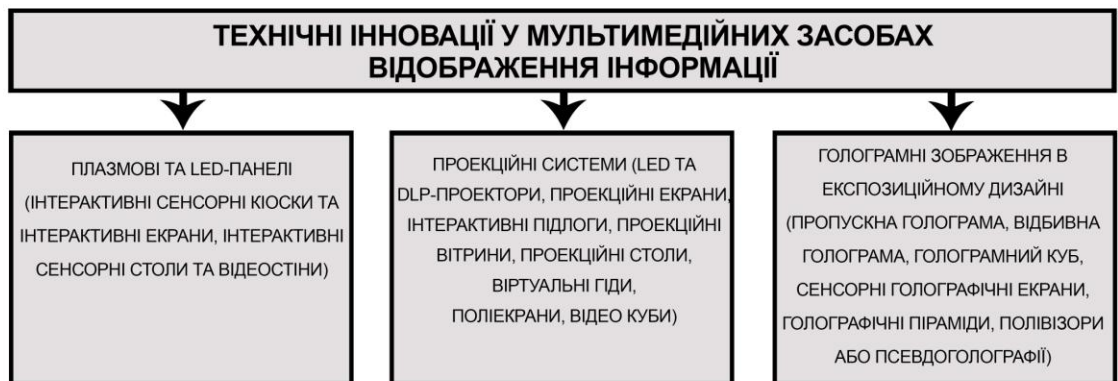 ТЕХНІЧНІ ІННОВАЦІЇ У МУЛЬТИМЕДІЙНИХ ЗАСОБАХ
ВІДОБРАЖЕННЯ ІНФОРМАЦІЇ
ПЛАЗМОВІ ТА LED-ПАНЕЛІ
(ІНТЕРАКТИВНІ СЕНСОРНІ КІОСКИ ТА
ІНТЕРАКТИВНІ ЕКРАНИ, ІНТЕРАКТИВНІ
СЕНСОРНІ СТОЛИ ТА ВІДЕОСТІНИ)
ПРОЕКЦІЙНІ СИСТЕМИ (LED ТА
DLP-ПРОЕКТОРИ, ПРОЕКЦІЙНІ ЕКРАНИ,
ІНТЕРАКТИВНІ ПІДЛОГИ, ПРОЕКЦІЙНІ
ВІТРИНИ, ПРОЕКЦІЙНІ СТОЛИ,
ВІРТУАЛЬНІ ГІДИ,
ПОЛІЕКРАНИ, ВІДЕО КУБИ)
ГОЛОГРАМНІ ЗОБРАЖЕННЯ В
ЕКСПОЗИЦІЙНОМУ ДИЗАЙНІ
(ПРОПУСКНА ГОЛОГРАМА, ВІДБИВНА
ГОЛОГРАМА, ГОЛОГРАМНИЙ КУБ,
СЕНСОРНІ ГОЛОГРАФІЧНІ ЕКРАНИ,
ГОЛОГРАФІЧНІ ПІРАМІДИ, ПОЛІВІЗОРИ
АБО ПСЕВДОГОЛОГРАФІЇ)